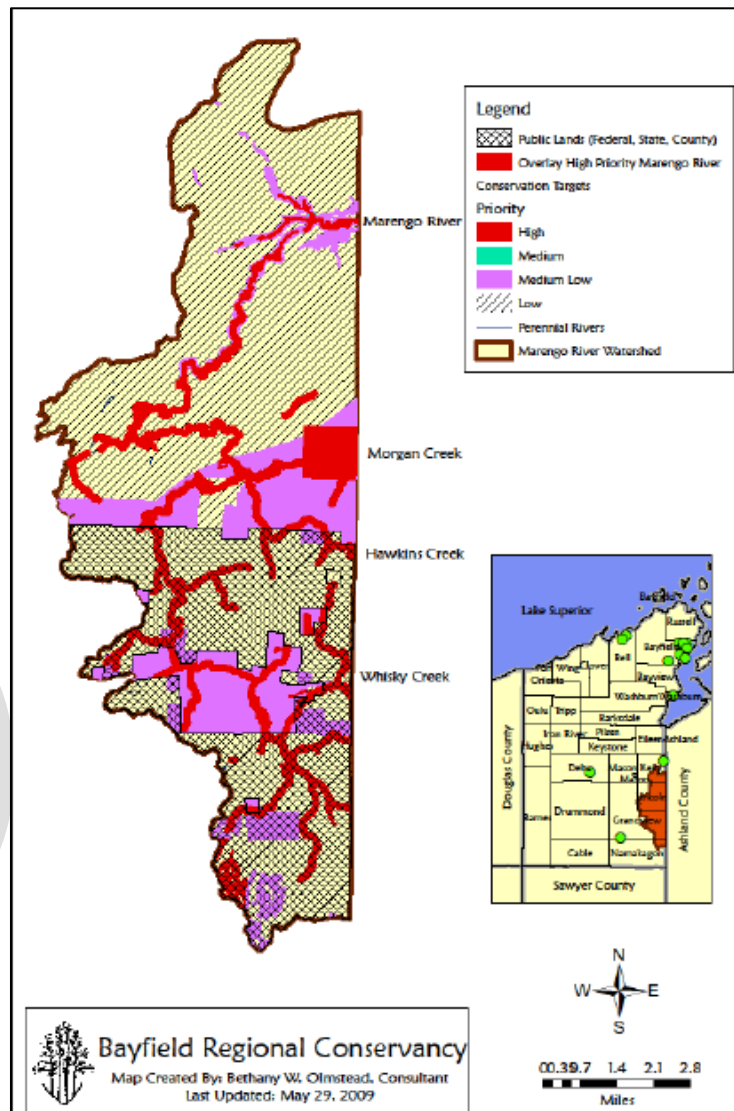 Legend
Public Lands (Federal, State, County)
Overlay High Priority Marengo River
Conservation Targets
Priority
High
Medium
Medium Low
Low
Perennial Rivers
Marengo River Watershed
Marengo River
Morgan Creek
Hawkins Creek
Whisky Creek
Lake Superior
Russell
Bayfield
Bell
Clover
Wing
Orienta
Bayview
Washburn
Oulu
Tripp
Barksdale
Iron River
Pilsen
Eileen
Ashland
Hughes
Keystone
Delta
Mason
Kelly
Douglas County
Barnes
Drummond
Grandview
Ashland County
Cable
Namakagon
Sawyer County
N
W
E
S
Bayfield Regional Conservancy
Map Created By: Bethany W. Olmstead, Consultant
Last Updated: May 29, 2009
1.4
2.1
2.8
Miles